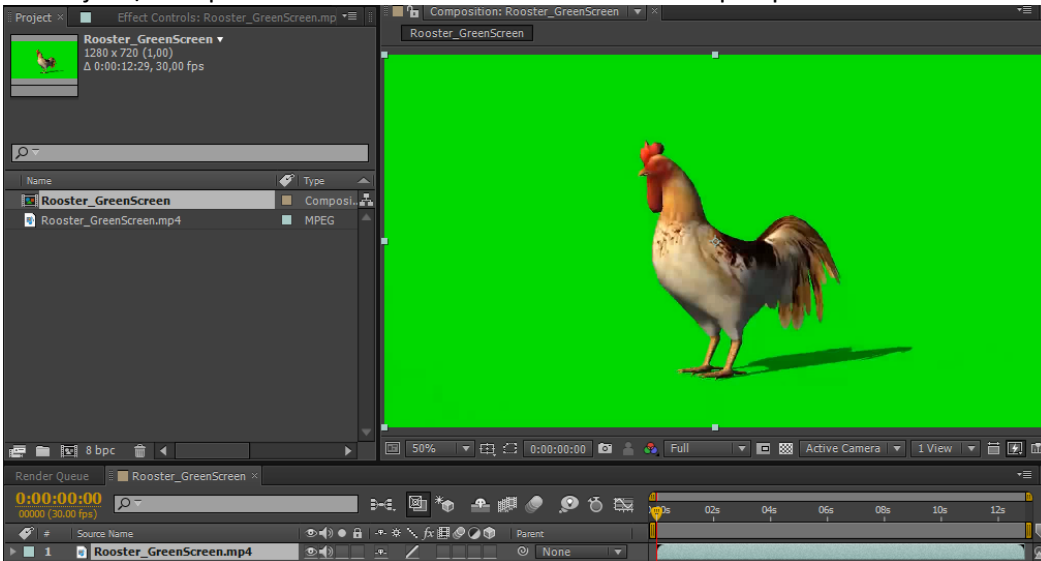 Project × Effect Controls: Rooster_GreenScreen.mp
Composition: Rooster_GreenScreen
Rooster_GreenScreen
Rooster_GreenScreen
1280 x 720 (1,00)
Δ 0:00:12:29, 30,00 fps
Name Type
Rooster_GreenScreen Composi..
Rooster_GreenScreen.mp4 MPEG
8 bpc
50% 0:00:00:00 Full Active Camera 1 View
Render Queue Rooster_GreenScreen ×
0:00:00:00
00000 (30.00 fps)
02s 04s 06s 08s 10s 12s
# Source Name fx Parent
1 Rooster_GreenScreen.mp4 None